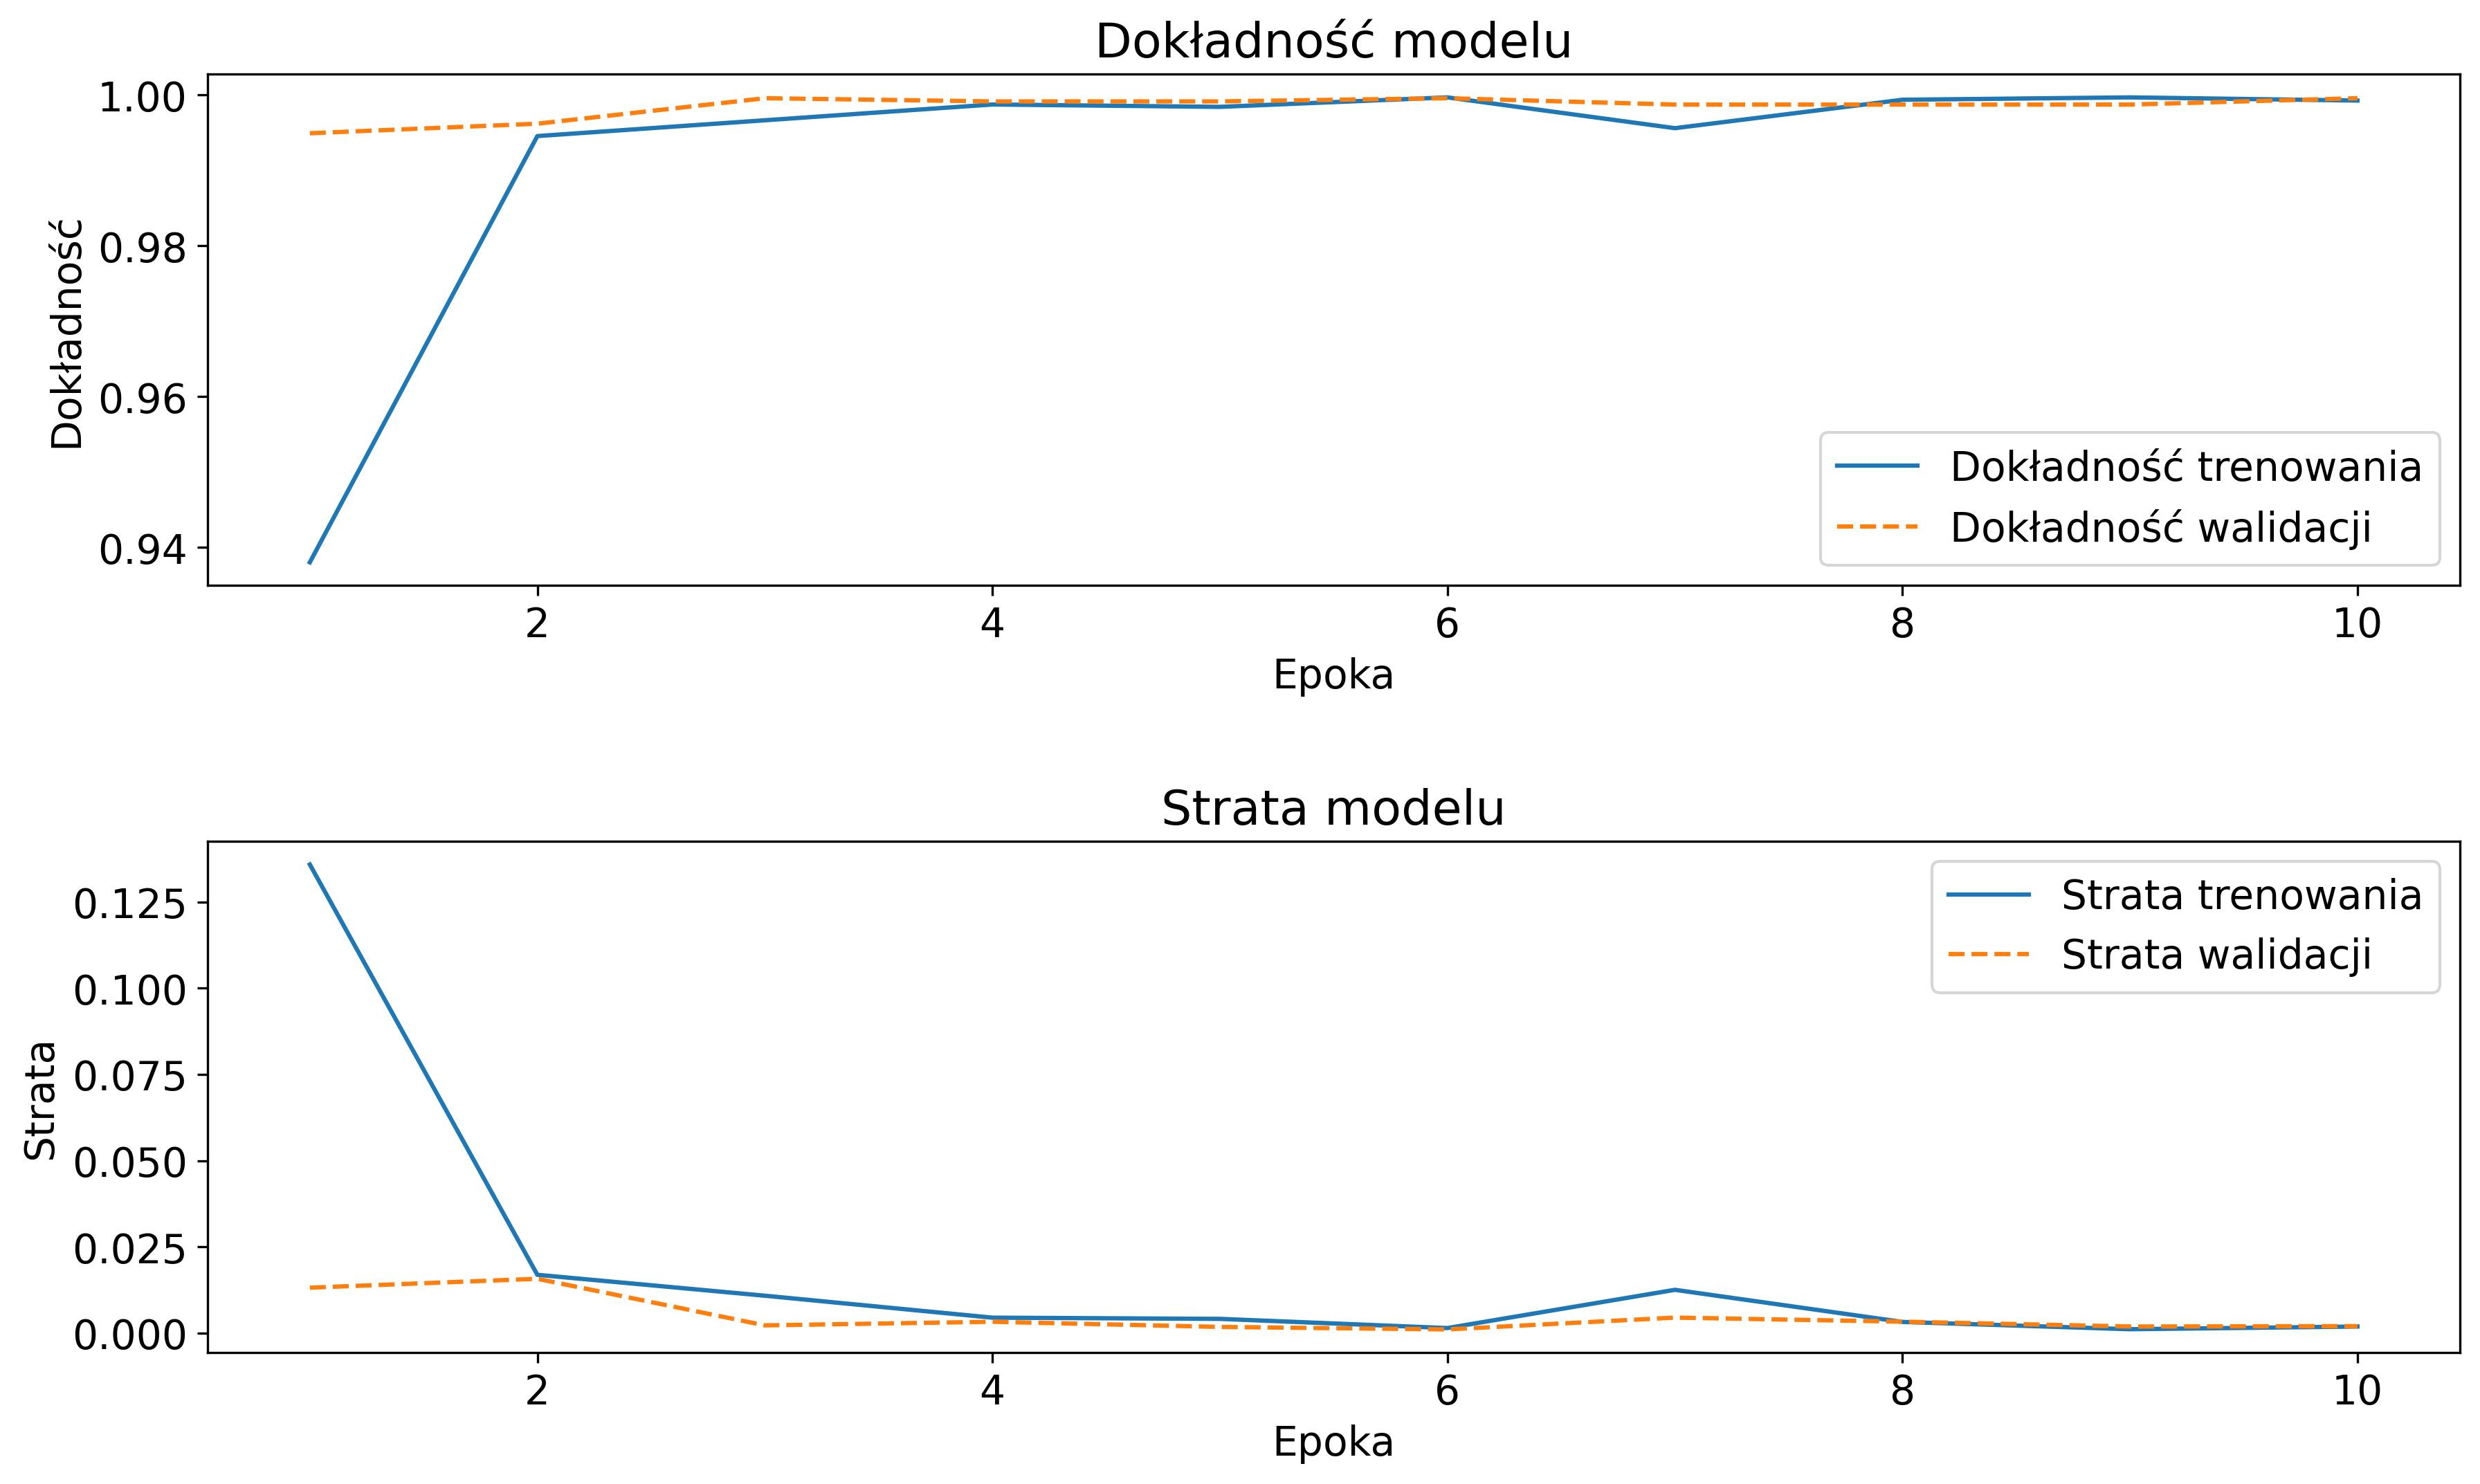 Dokładność modelu
1.00
0.98
0.96
0.94
Dokładność
Dokładność trenowania
Dokładność walidacji
2 4 6 8 10
Epoka
Strata modelu
0.125
0.100
0.075
0.050
0.025
0.000
Strata
Strata trenowania
Strata walidacji
2 4 6 8 10
Epoka